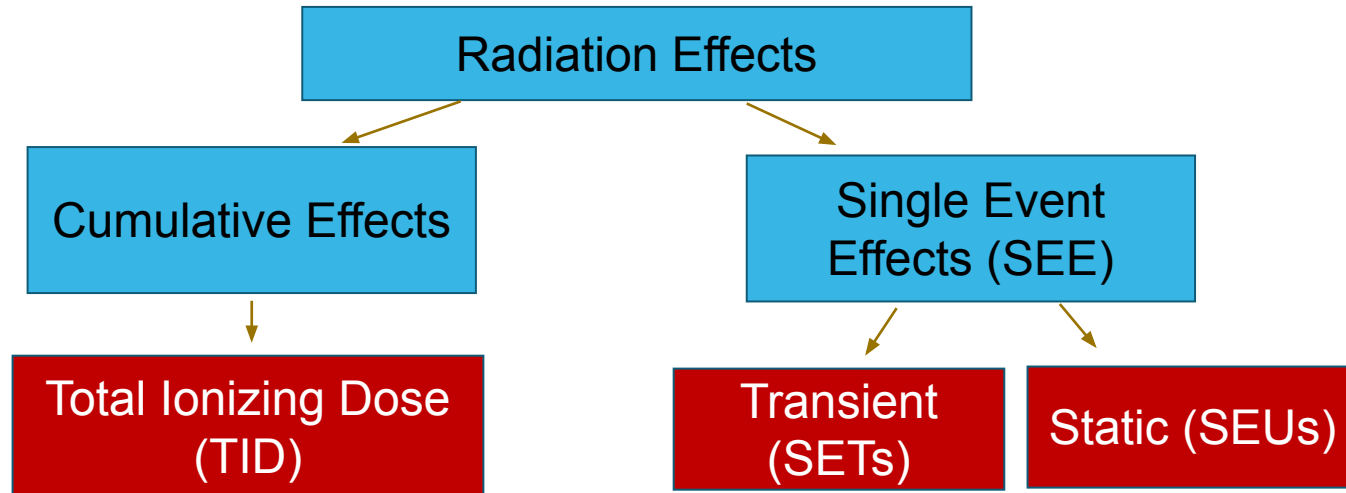 Radiation Effects
Cumulative Effects
Single Event
Effects (SEE)
Total Ionizing Dose
(TID)
Transient
(SETs)
Static (SEUs)